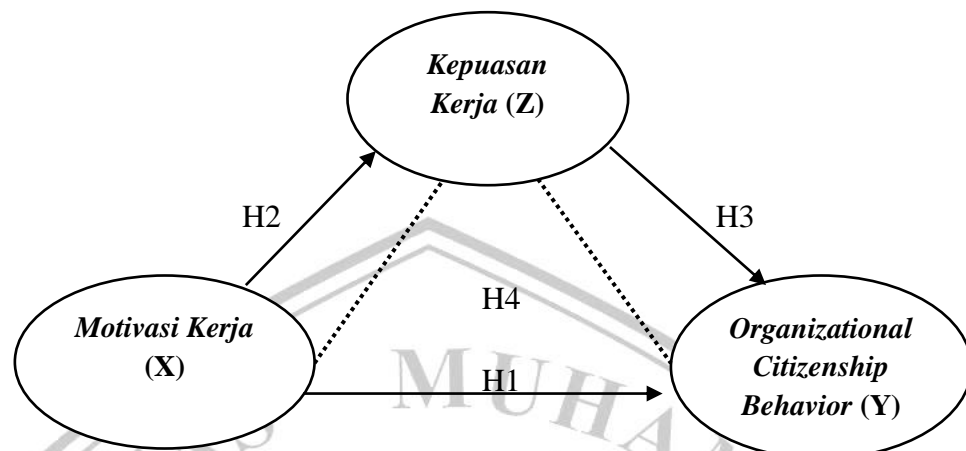 Kepuasan
Kerja (Z)
H2
H3
Motivasi Kerja
(X)
H4
Organizational
Citizenship
Behavior (Y)
H1